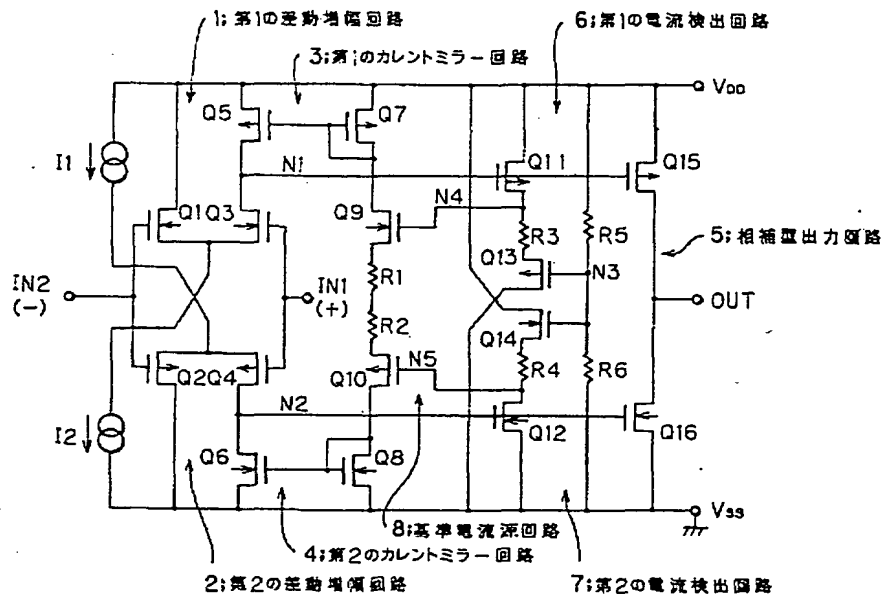 1;第1の差動増幅回路
6;第1の電流検出回路
3;第1のカレントミラー回路
VDD
Q5
Q7
I1
N1
Q11
Q15
N4
Q1Q3
Q9
R3
R5
5;相補型出力回路
Q13
N3
IN2
(-)
IN1
(+)
R1
OUT
R2
Q14
Q2Q4
Q10
N5
R4
R6
N2
Q12
Q16
I2
Q6
Q8
VSS
8;基準電流源回路
4;第2のカレントミラー回路
2;第2の差動増幅回路
7;第2の電流検出回路